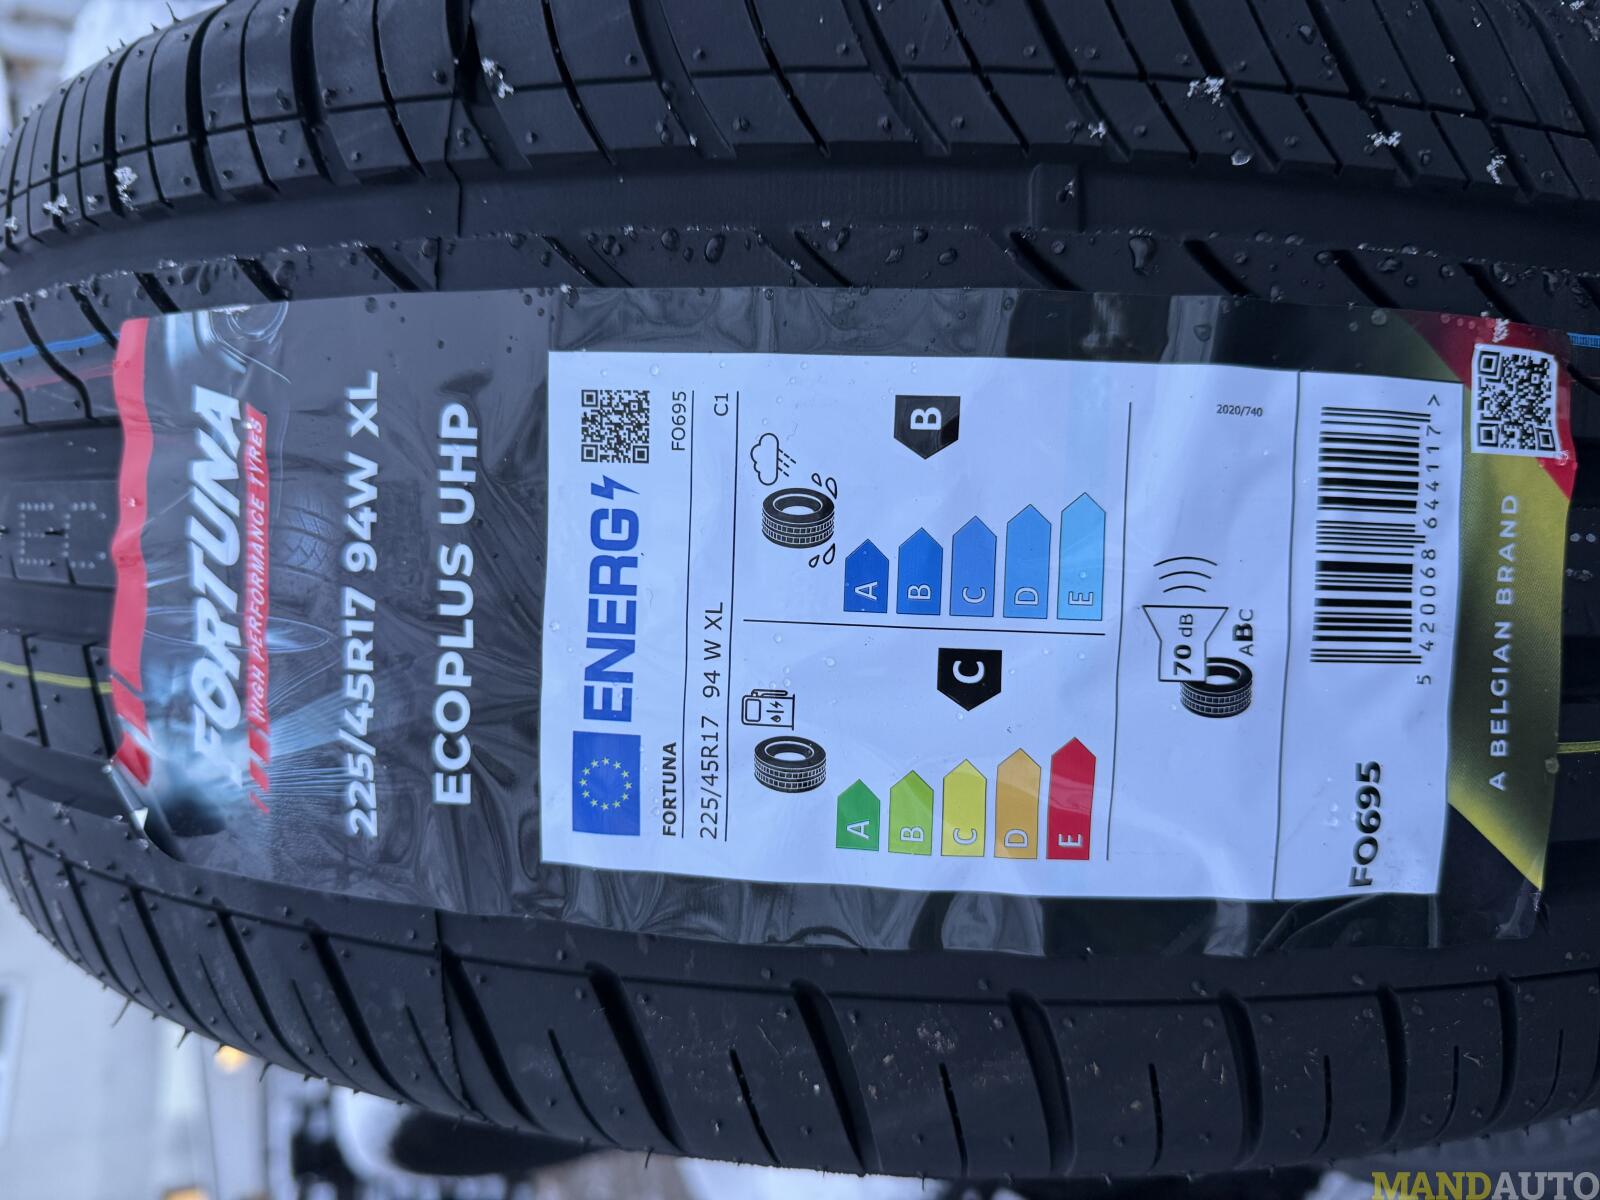 FORTUNA
HIGH PERFORMANCE TYRES
225/45R17 94W XL
ECOPLUS UHP
ENERG
FORTUNA FO695
225/45R17 94 W XL C1
A
B
C
D
E
C
A
B
C
D
E
B
70 dB
ABC
2020/740
5 420068 644117 >
FO695
A BELGIAN BRAND
MANDAUTO